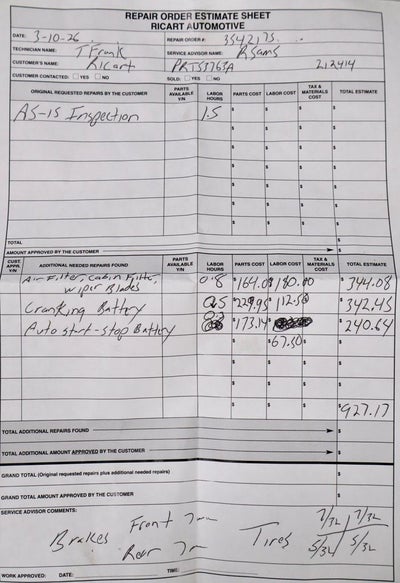 REPAIR ORDER ESTIMATE SHEET
RICART AUTOMOTIVE
DATE: 3-10-26 REPAIR ORDER #: 3542175
TECHNICIAN NAME: T Frank SERVICE ADVISOR NAME: RSams
CUSTOMER'S NAME: Ricart PRTS3763A 212414
CUSTOMER CONTACTED: YES NO SOLD: YES NO
ORIGINAL REQUESTED REPAIRS BY THE CUSTOMER PARTS AVAILABLE Y/N LABOR HOURS PARTS COST LABOR COST TAX & MATERIALS COST TOTAL ESTIMATE
AS-IS Inspection 1.5 $ $ $ $
$ $ $ $
$ $ $ $
$ $ $ $
$ $ $ $
$ $ $ $
TOTAL $
AMOUNT APPROVED BY THE CUSTOMER $
CUST. APPR. Y/N ADDITIONAL NEEDED REPAIRS FOUND PARTS AVAILABLE Y/N LABOR HOURS PARTS COST LABOR COST TAX & MATERIALS COST TOTAL ESTIMATE
Air Filter, Cabin Filter, wiper Blades 0.8 $164.08 $180.00 $ $344.08
Cranking Battery 0.5 $229.95 $112.50 $ $342.45
Auto start-stop Battery 0.3 $173.14 $ $ $240.64
$ $67.50 $ $
$ $ $ $
$ $ $ $
$ $ $ $927.17
TOTAL ADDITIONAL REPAIRS FOUND $
TOTAL ADDITIONAL AMOUNT APPROVED BY THE CUSTOMER $
GRAND TOTAL (Original requested repairs plus additional needed repairs) $
GRAND TOTAL AMOUNT APPROVED BY THE CUSTOMER $
SERVICE ADVISOR COMMENTS:
Brakes Front 7mm Tires 7/32 7/32
Rear 7m 5/32 5/32
WORK APPROVED: DATE: TIME: